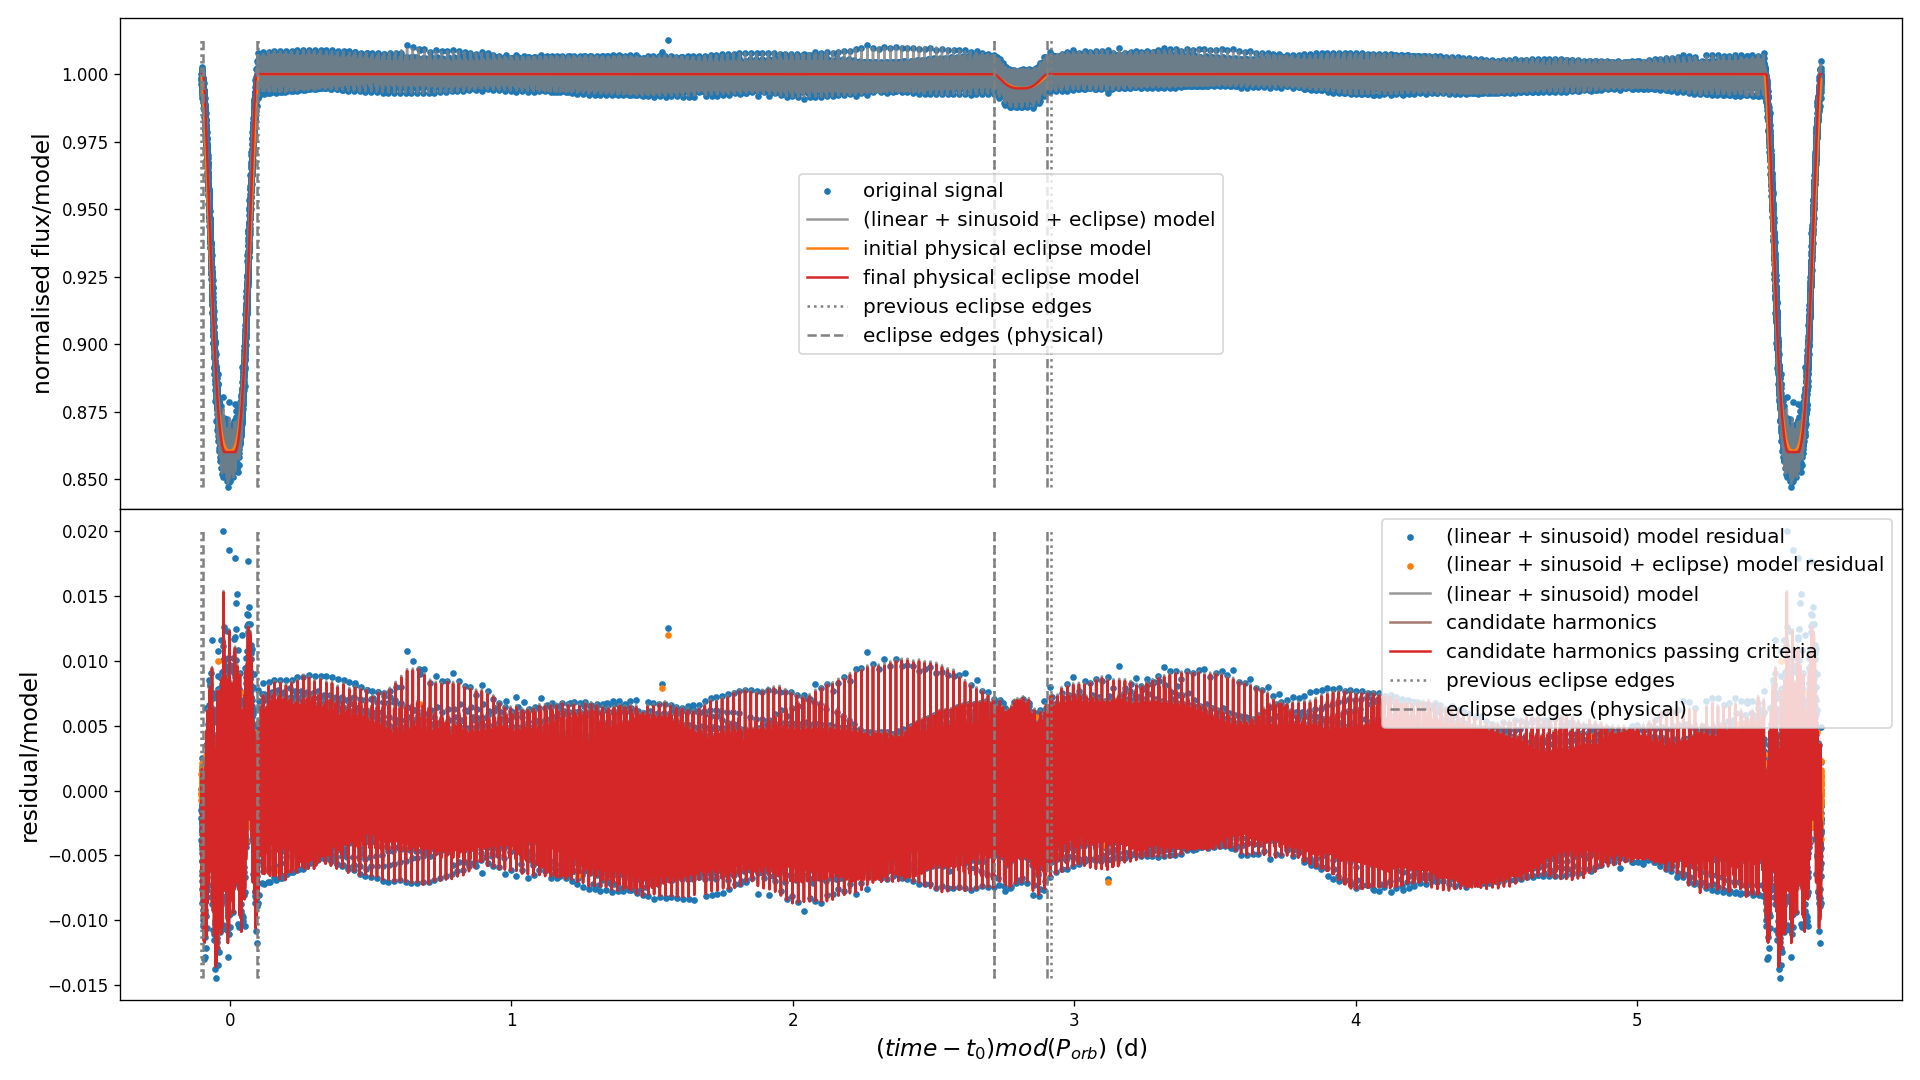 normalised flux/model
1.000
0.975
0.950
0.925
0.900
0.875
0.850
original signal
(linear + sinusoid + eclipse) model
initial physical eclipse model
final physical eclipse model
previous eclipse edges
eclipse edges (physical)
residual/model
0.020
0.015
0.010
0.005
0.000
−0.005
−0.010
−0.015
(linear + sinusoid) model residual
(linear + sinusoid + eclipse) model residual
(linear + sinusoid) model
candidate harmonics
candidate harmonics passing criteria
previous eclipse edges
eclipse edges (physical)
0 1 2 3 4 5
(time − t₀)mod(Pₒᵣb) (d)